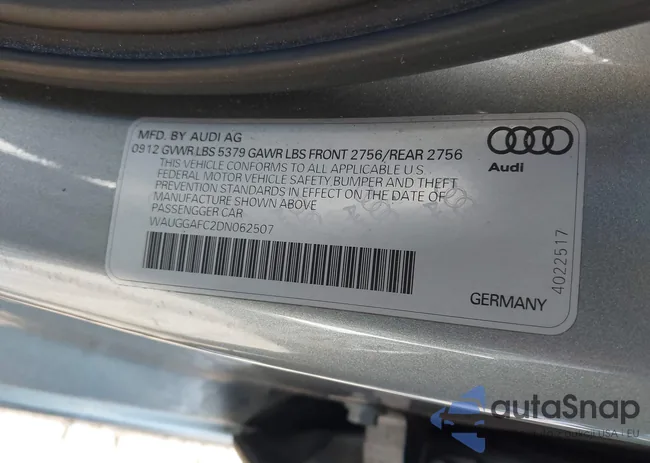 MFD. BY AUDI AG
0912 GVWR LBS 5379 GAWR LBS FRONT 2756/REAR 2756
THIS VEHICLE CONFORMS TO ALL APPLICABLE U S
FEDERAL MOTOR VEHICLE SAFETY, BUMPER AND THEFT
PREVENTION STANDARDS IN EFFECT ON THE DATE OF
MANUFACTURE SHOWN ABOVE
PASSENGGER CAR
WAUGGAFC2DN062507
Audi
4022517
GERMANY
autaSnap